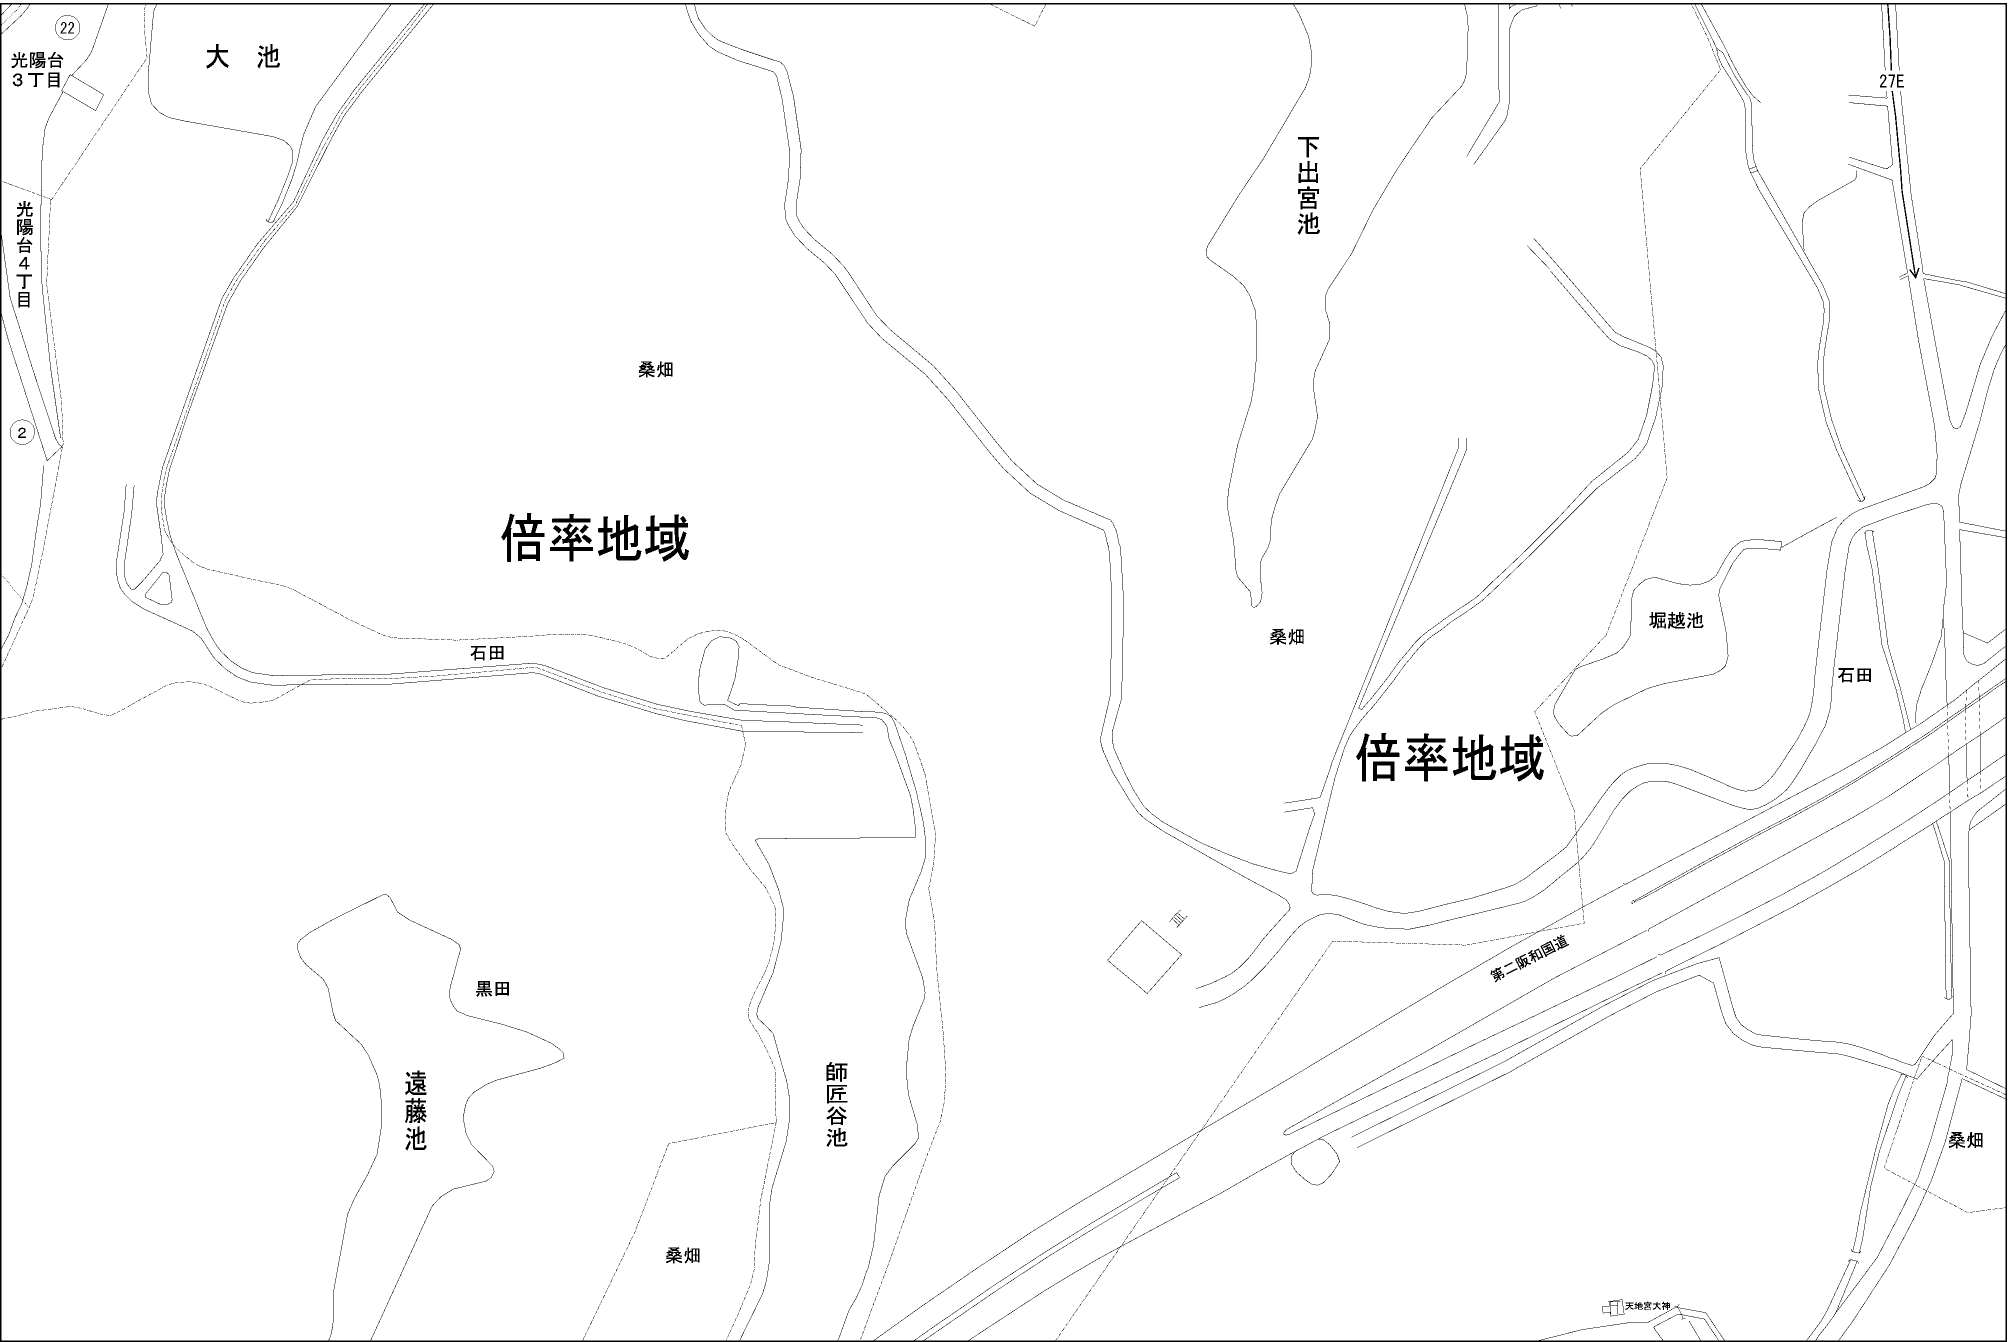 22
光陽台
3丁目
大 池
27E
下出宮池
光陽台4丁目
桑畑
2
倍率地域
堀越池
桑畑
石田
石田
倍率地域
第二阪和国道
黒田
遠藤池
師匠谷池
桑畑
桑畑
天地宮大神